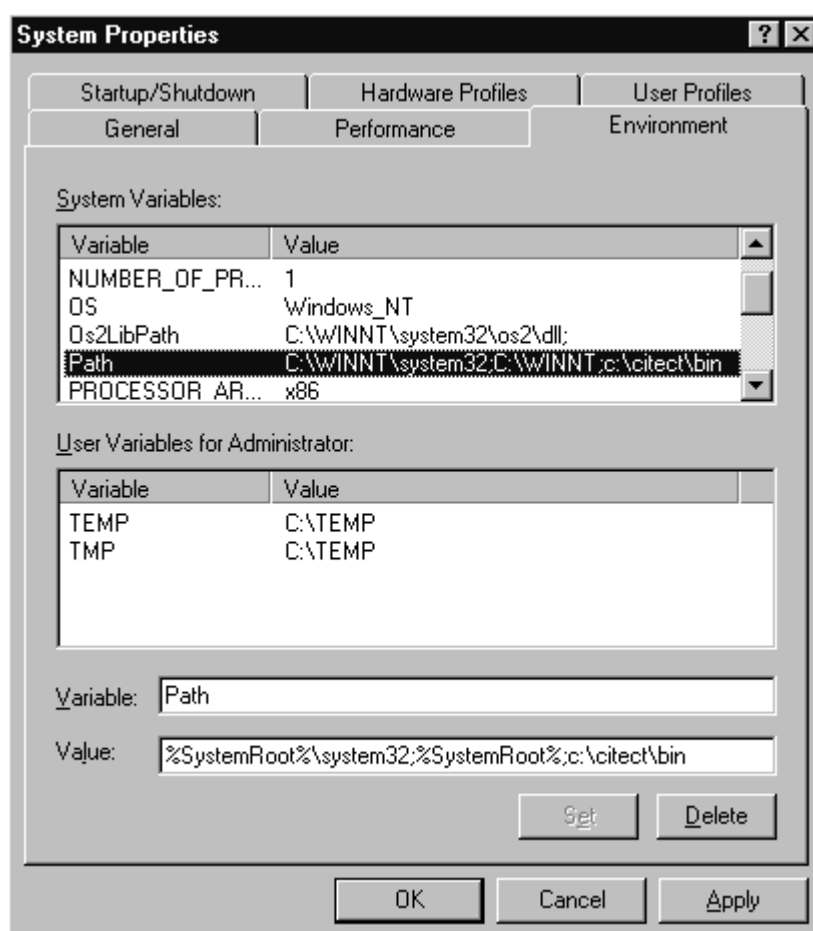 System Properties
Startup/Shutdown Hardware Profiles User Profiles
General Performance Environment
System Variables:
Variable Value
NUMBER_OF_PR... 1
OS Windows_NT
Os2LibPath C:\WINNT\system32\os2\dll;
Path C:\WINNT\system32;C:\WINNT;c:\citect\bin
PROCESSOR_AR... x86
User Variables for Administrator:
Variable Value
TEMP C:\TEMP
TMP C:\TEMP
Variable: Path
Value: %SystemRoot%\system32;%SystemRoot%;c:\citect\bin
Set Delete
OK Cancel Apply